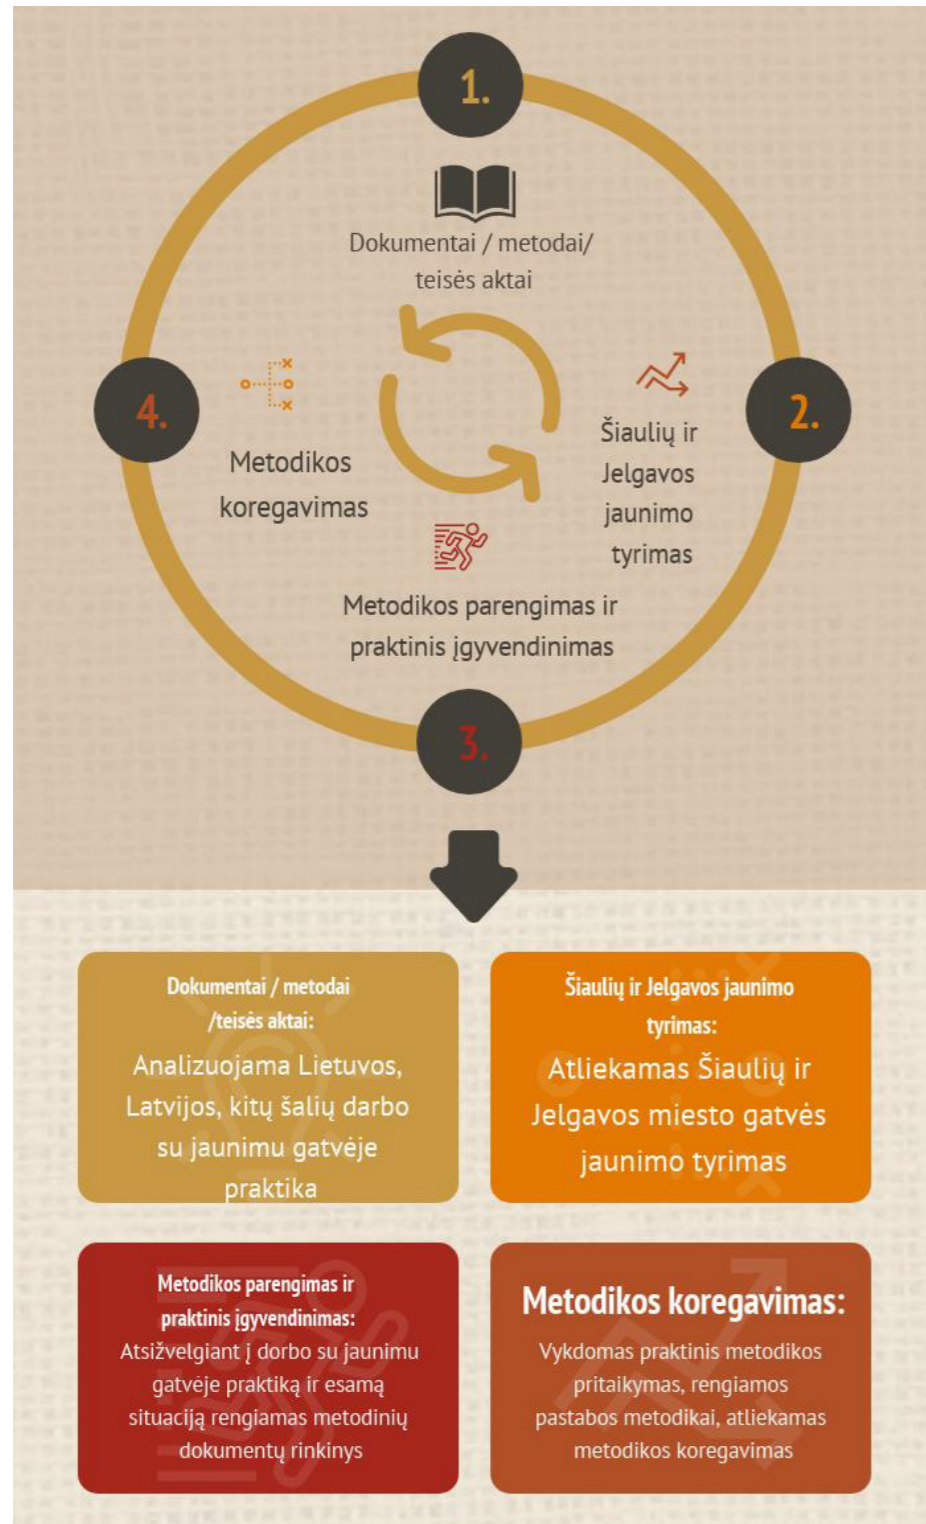 1.
Dokumentai / metodai/
teisės aktai
2.
Šiaulių ir
Jelgavos
jaunimo
tyrimas
3.
Metodikos parengimas ir
praktinis įgyvendinimas
4.
Metodikos
koregavimas
Dokumentai / metodai
/teisės aktai:
Analizuojama Lietuvos,
Latvijos, kitų šalių darbo
su jaunimu gatvėje
praktika
Šiaulių ir Jelgavos jaunimo
tyrimas:
Atliekamas Šiaulių ir
Jelgavos miesto gatvės
jaunimo tyrimas
Metodikos parengimas ir
praktinis įgyvendinimas:
Atsižvelgiant į dorbo su jaunimu
gatvėje praktiką ir esamą
situaciją rengiamas metodinių
dokumentų rinkinys
Metodikos koregavimas:
Vykdomas praktinis metodikos
pritaikymas, rengiamos
pastabos metodikai, atliekamas
metodikos koregavimas